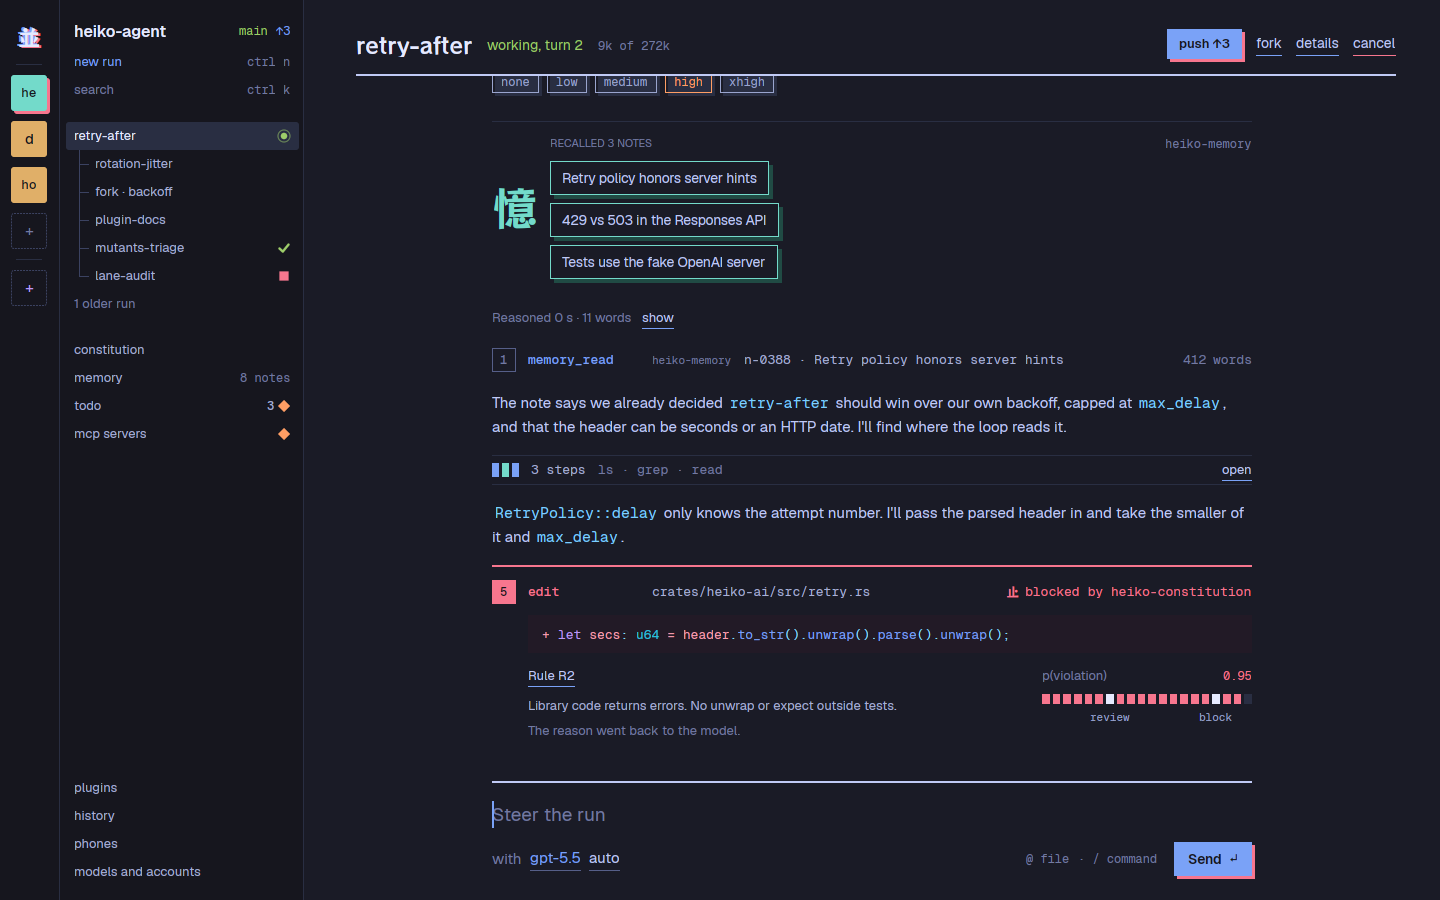 heiko-agent
main ↑3
new run
ctrl n
search
ctrl k
he
d
ho
+
+
retry-after
rotation-jitter
fork · backoff
plugin-docs
mutants-triage
lane-audit
1 older run
constitution
memory
8 notes
todo
3
mcp servers
plugins
history
phones
models and accounts
retry-after
working, turn 2
9k of 272k
push ↑3
fork
details
cancel
none
low
medium
high
xhigh
RECALLED 3 NOTES
heiko-memory
憶
Retry policy honors server hints
429 vs 503 in the Responses API
Tests use the fake OpenAI server
Reasoned 0 s · 11 words
show
1
memory_read
heiko-memory
n-0388 · Retry policy honors server hints
412 words
The note says we already decided retry-after should win over our own backoff, capped at max_delay,
and that the header can be seconds or an HTTP date. I'll find where the loop reads it.
3 steps
ls · grep · read
open
RetryPolicy::delay only knows the attempt number. I'll pass the parsed header in and take the smaller of
it and max_delay.
5
edit
crates/heiko-ai/src/retry.rs
止 blocked by heiko-constitution
+ let secs: u64 = header.to_str().unwrap().parse().unwrap();
Rule R2
p(violation)
0.95
Library code returns errors. No unwrap or expect outside tests.
review
block
The reason went back to the model.
Steer the run
with gpt-5.5 auto
@ file · / command
Send ↵